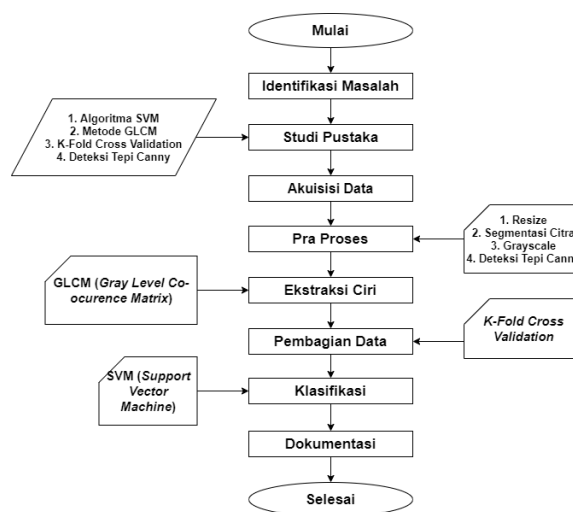 Mulai
Identifikasi Masalah
1. Algoritma SVM
2. Metode GLCM
3. K-Fold Cross Validation
4. Deteksi Tepi Canny
Studi Pustaka
Akuisisi Data
Pra Proses
1. Resize
2. Segmentasi Citra
3. Grayscale
4. Deteksi Tepi Canny
GLCM (Gray Level Co-
ocurence Matrix)
Ekstraksi Ciri
Pembagian Data
K-Fold Cross
Validation
SVM (Support
Vector
Machine)
Klasifikasi
Dokumentasi
Selesai